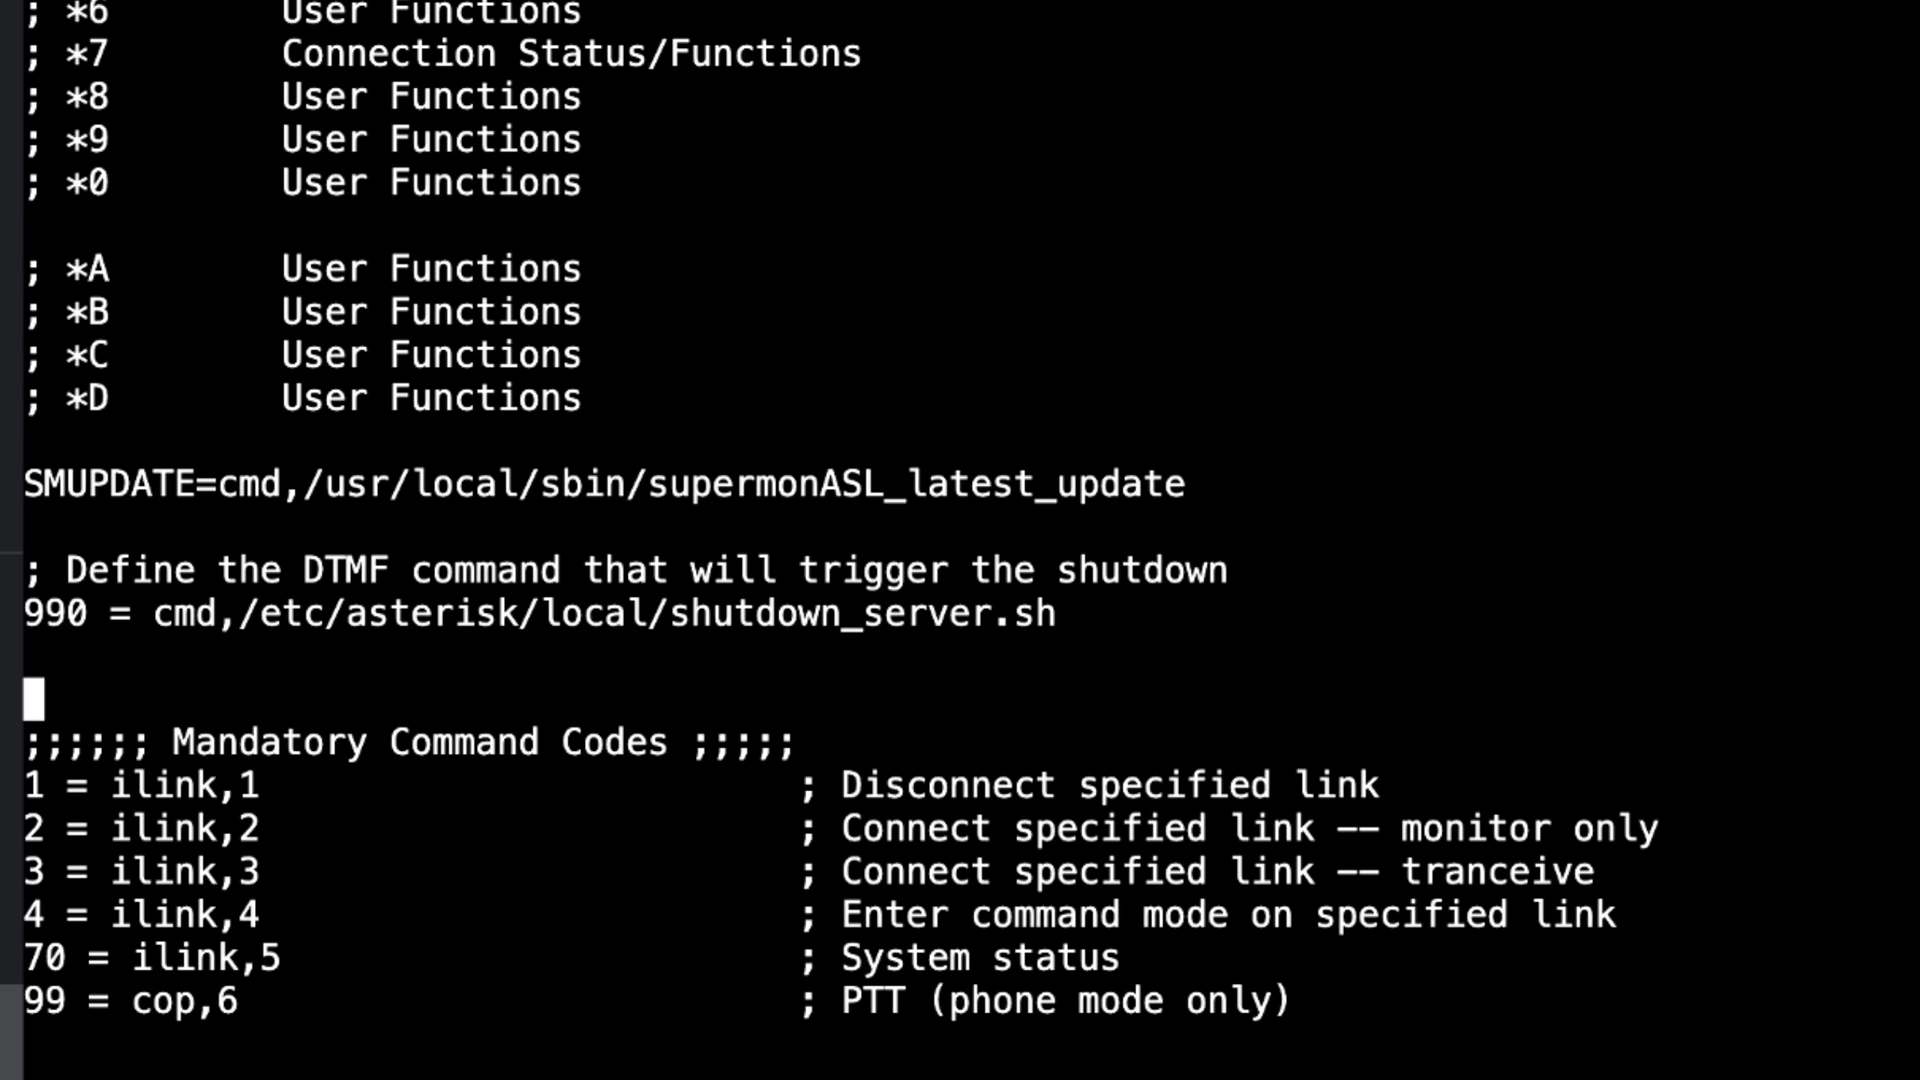 ; *6        User Functions
; *7        Connection Status/Functions
; *8        User Functions
; *9        User Functions
; *0        User Functions
; *A        User Functions
; *B        User Functions
; *C        User Functions
; *D        User Functions
SMUPDATE=cmd,/usr/local/sbin/supermonASL_latest_update
; Define the DTMF command that will trigger the shutdown
990 = cmd,/etc/asterisk/local/shutdown_server.sh
;;;;;; Mandatory Command Codes ;;;;;
1 = ilink,1                         ; Disconnect specified link
2 = ilink,2                         ; Connect specified link -- monitor only
3 = ilink,3                         ; Connect specified link -- tranceive
4 = ilink,4                         ; Enter command mode on specified link
70 = ilink,5                        ; System status
99 = cop,6                          ; PTT (phone mode only)